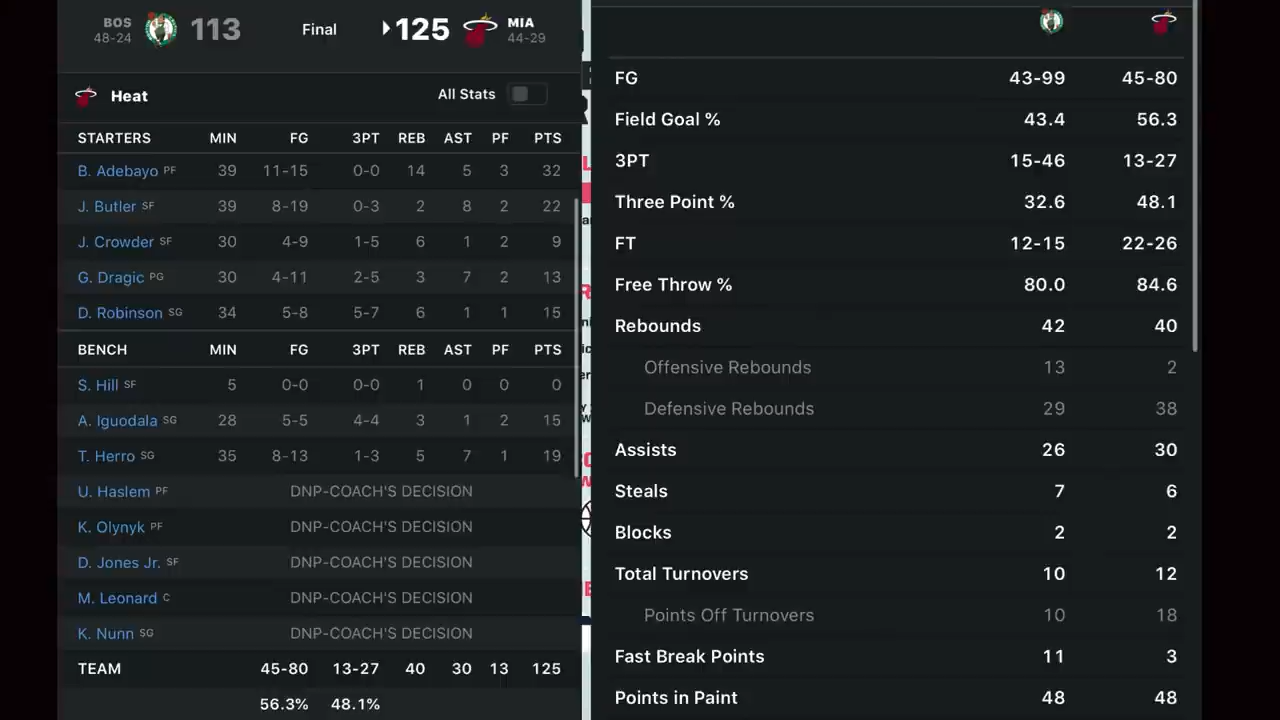 BOS 113 Final 125 MIA
48-24 44-29
Heat All Stats
STARTERS MIN FG 3PT REB AST PF PTS
B. Adebayo PF 39 11-15 0-0 14 5 3 32
J. Butler SF 39 8-19 0-3 2 8 2 22
J. Crowder SF 30 4-9 1-5 6 1 2 9
G. Dragic PG 30 4-11 2-5 3 7 2 13
D. Robinson SG 34 5-8 5-7 6 1 1 15
BENCH MIN FG 3PT REB AST PF PTS
S. Hill SF 5 0-0 0-0 1 0 0 0
A. Iguodala SG 28 5-5 4-4 3 1 2 15
T. Herro SG 35 8-13 1-3 5 7 1 19
U. Haslem PF DNP-COACH'S DECISION
K. Olynyk PF DNP-COACH'S DECISION
D. Jones Jr. SF DNP-COACH'S DECISION
M. Leonard C DNP-COACH'S DECISION
K. Nunn SG DNP-COACH'S DECISION
TEAM 45-80 13-27 40 30 13 125
56.3% 48.1%
FG 43-99 45-80
Field Goal % 43.4 56.3
3PT 15-46 13-27
Three Point % 32.6 48.1
FT 12-15 22-26
Free Throw % 80.0 84.6
Rebounds 42 40
Offensive Rebounds 13 2
Defensive Rebounds 29 38
Assists 26 30
Steals 7 6
Blocks 2 2
Total Turnovers 10 12
Points Off Turnovers 10 18
Fast Break Points 11 3
Points in Paint 48 48